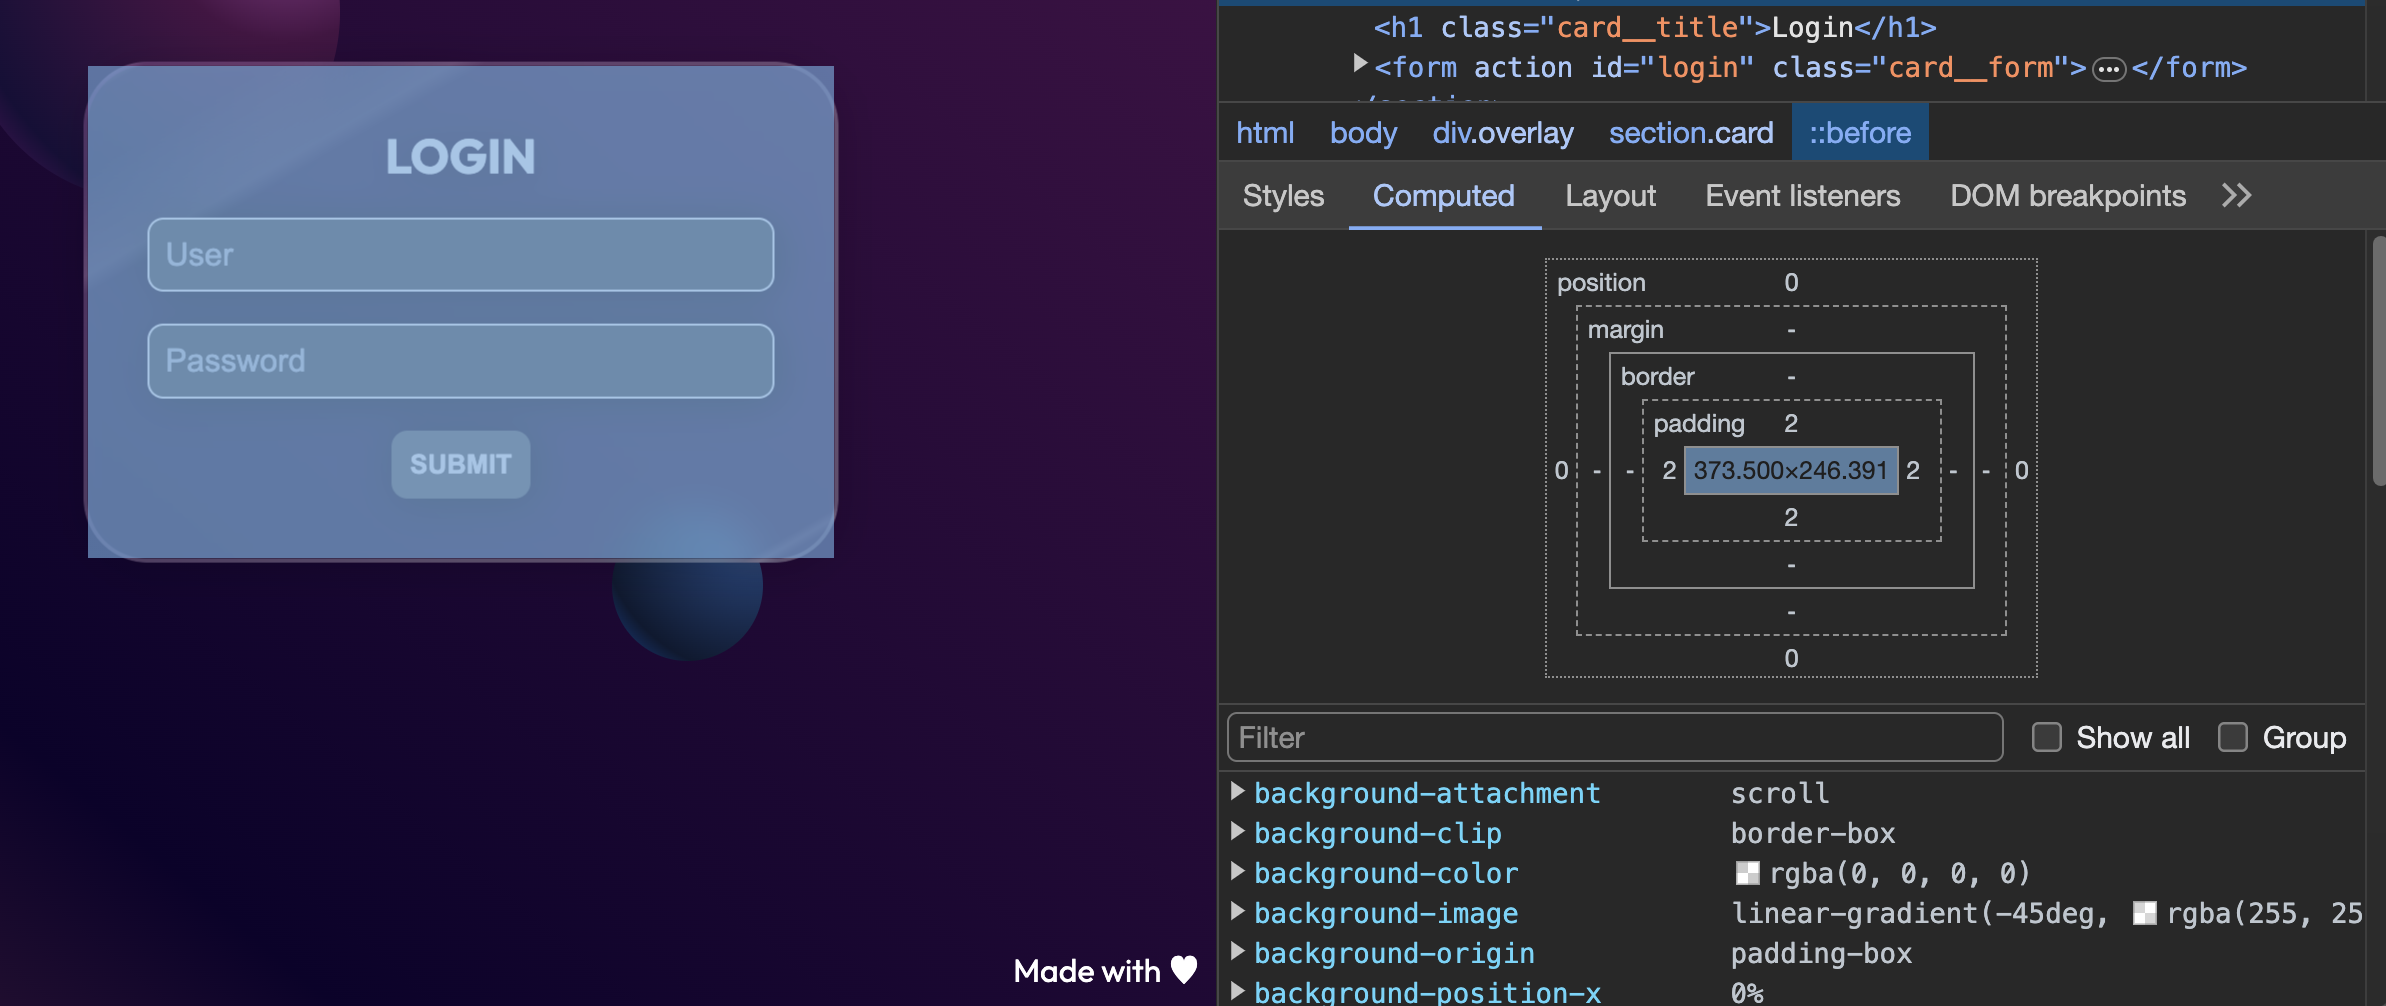 LOGIN
User
Password
SUBMIT
Made with
<h1 class="card__title">Login</h1>
<form action id="login" class="card__form"> </form>
html body div.overlay section.card ::before
Styles Computed Layout Event listeners DOM breakpoints
position 0
margin -
border -
padding 2
0 - - 2 373.500×246.391 2 - - 0
2
-
-
0
Filter Show all Group
background-attachment scroll
background-clip border-box
background-color rgba(0, 0, 0, 0)
background-image linear-gradient(-45deg, rgba(255, 25
background-origin padding-box
background-position-x 0%